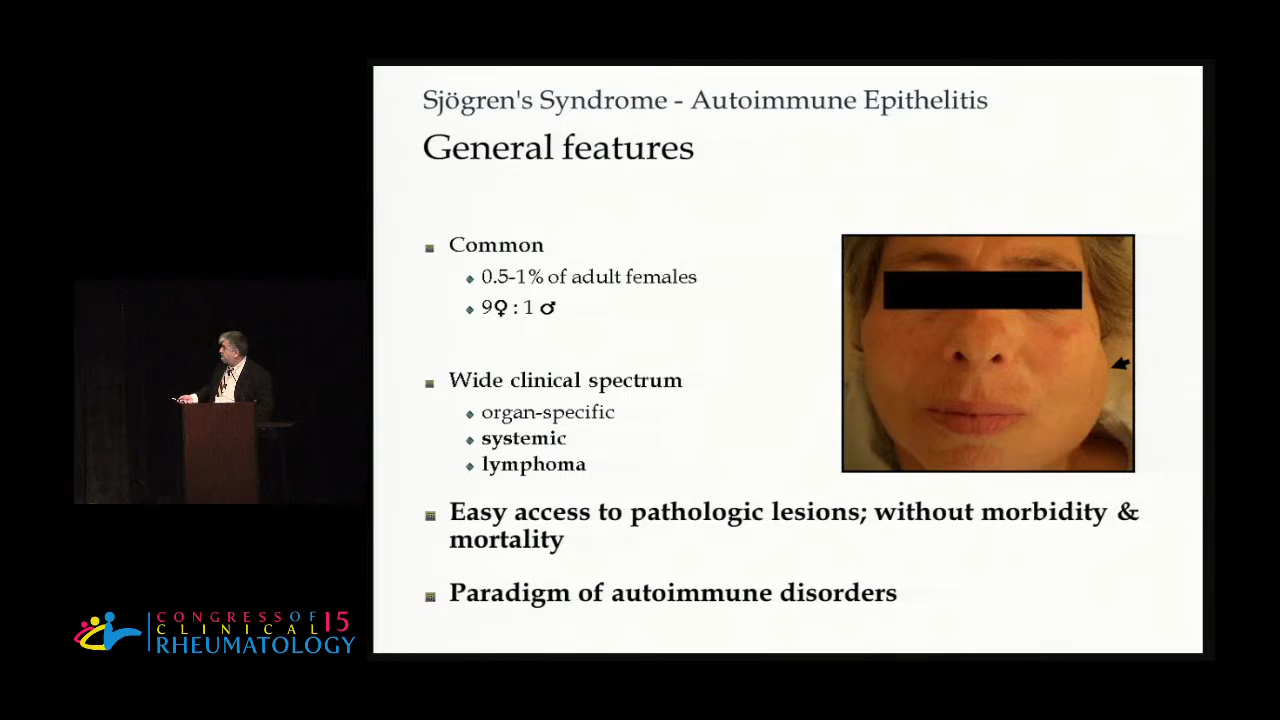 Sjögren's Syndrome - Autoimmune Epithelitis
General features
Common
0.5-1% of adult females
9♀ : 1 ♂
Wide clinical spectrum
organ-specific
systemic
lymphoma
Easy access to pathologic lesions; without morbidity &
mortality
Paradigm of autoimmune disorders
CONGRESS OF 15
CLINICAL
RHEUMATOLOGY